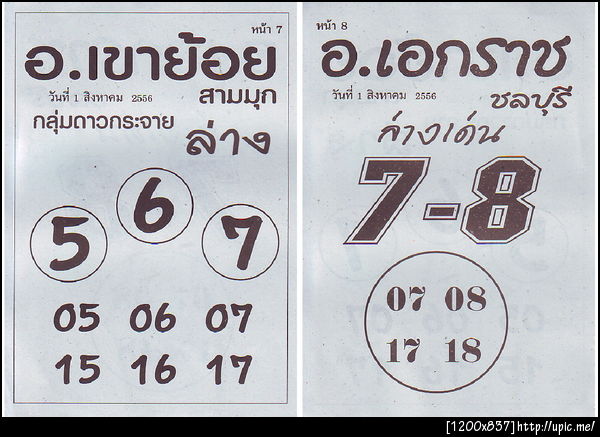 หน้า 7
อ.เขาย้อย
วันที่ 1 สิงหาคม 2556 สามมุก
กลุ่มดาวกระจาย ล่าง
5 6 7
05 06 07
15 16 17
หน้า 8
อ.เอกราช
วันที่ 1 สิงหาคม 2556 ชลบุรี
ล่างเด่น
7-8
07 08
17 18
[1200x837]http://upic.me/